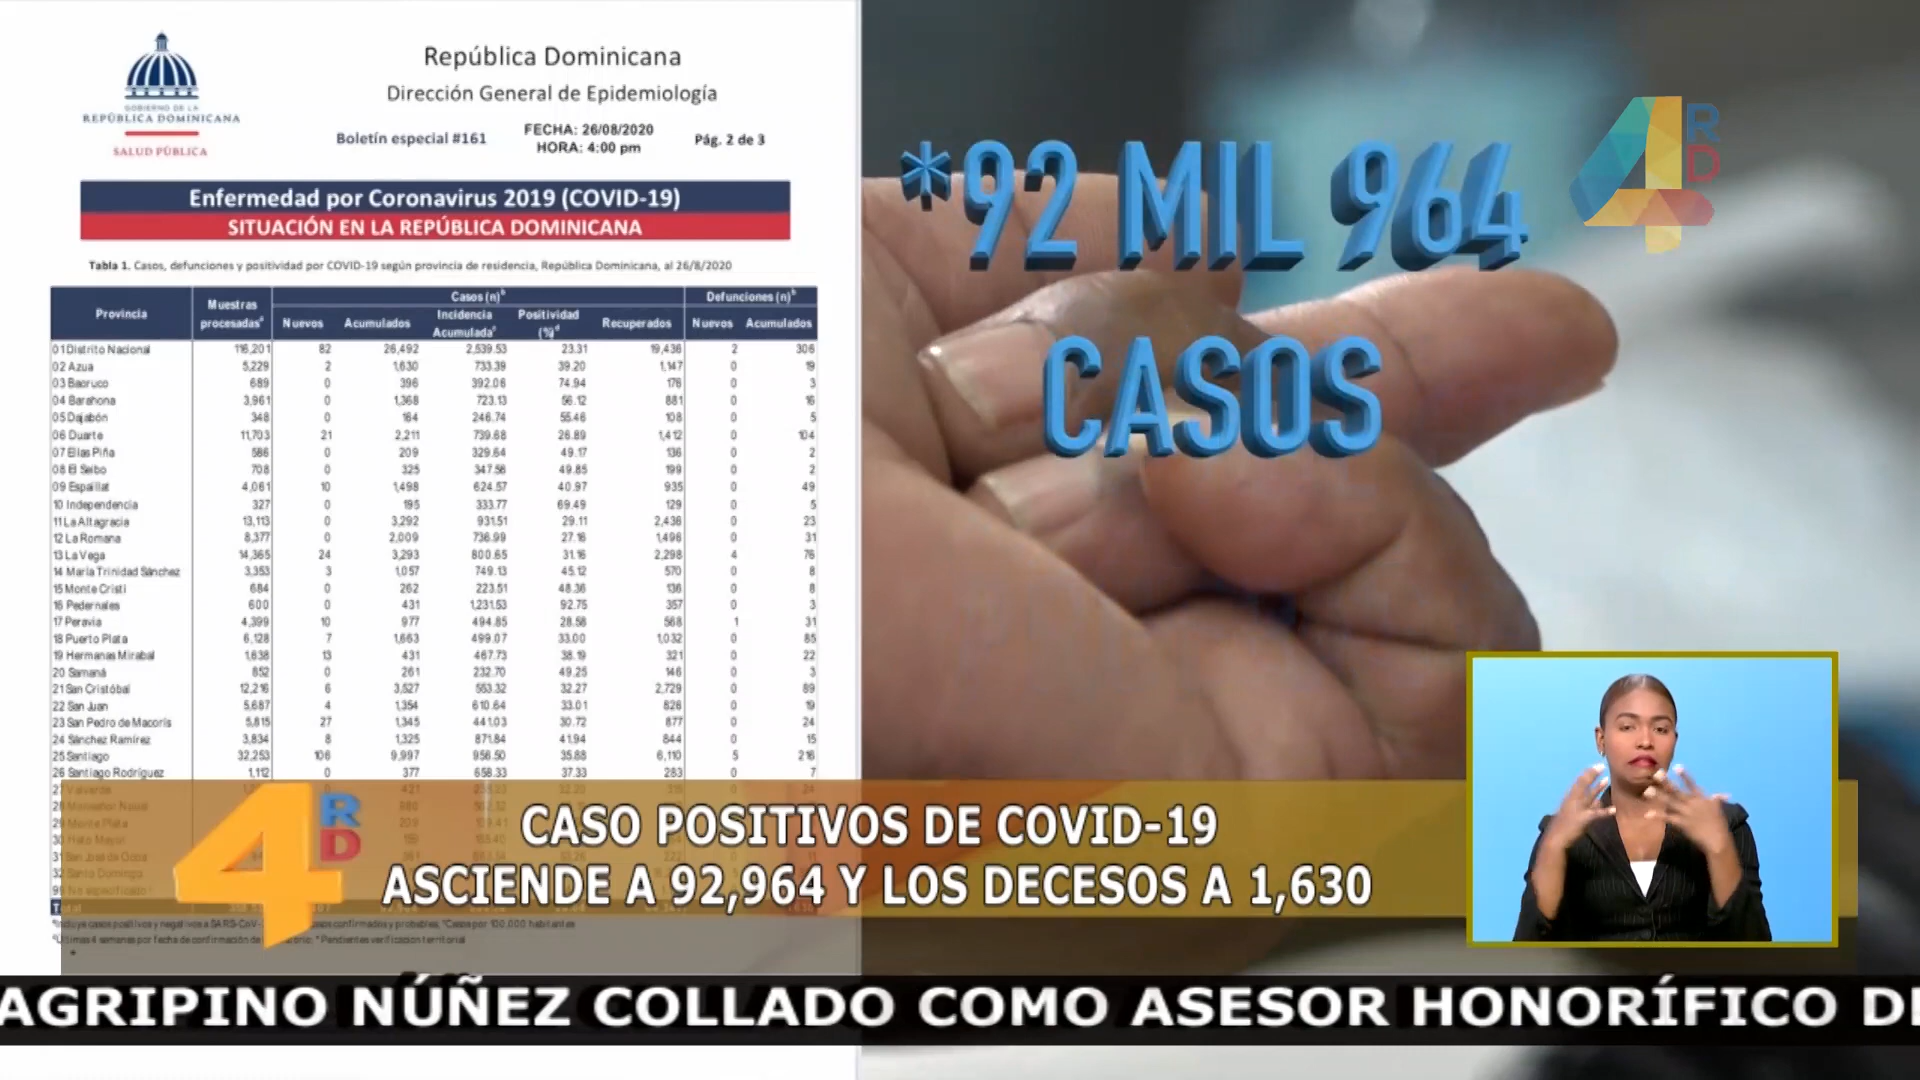 GOBIERNO DE LA
REPÚBLICA DOMINICANA
SALUD PÚBLICA
República Dominicana
Dirección General de Epidemiología
Boletín especial #161
FECHA: 26/08/2020
HORA: 4:00 pm
Pág. 2 de 3
Enfermedad por Coronavirus 2019 (COVID-19)
SITUACIÓN EN LA REPÚBLICA DOMINICANA
Tabla 1. Casos, defunciones y positividad por COVID-19 según provincia de residencia, República Dominicana, al 26/8/2020
Casos (n) Defunciones (n)
Provincia Muestras procesadas Nuevos Acumulados Incidencia Acumulada Positividad (%) Recuperados Nuevos Acumulados
01 Distrito Nacional 116,201 82 26,492 2,539.53 23.31 19,436 2 306
02 Azua 5,229 2 1,630 733.39 39.20 1,147 0 19
03 Baoruco 689 0 396 392.06 74.94 176 0 3
04 Barahona 3,961 0 1,368 723.13 56.12 881 0 16
05 Dajabón 348 0 164 246.74 55.46 108 0 5
06 Duarte 11,703 21 2,211 739.68 26.89 1,412 0 104
07 Elías Piña 586 0 209 329.64 49.17 136 0 2
08 El Seibo 708 0 325 347.56 49.85 199 0 2
09 Espaillat 4,061 10 1,498 624.57 40.97 935 0 49
10 Independencia 327 0 195 333.77 69.49 129 0 5
11 La Altagracia 13,113 0 3,292 931.51 29.11 2,436 0 23
12 La Romana 8,377 0 2,009 736.99 27.16 1,496 0 31
13 La Vega 14,365 24 3,293 800.65 31.16 2,298 4 76
14 María Trinidad Sánchez 3,353 3 1,057 749.13 45.12 570 0 8
15 Monte Cristi 684 0 262 223.51 48.36 136 0 8
16 Pedernales 600 0 431 1,231.53 92.75 357 0 3
17 Peravia 4,399 10 977 494.85 28.58 568 1 31
18 Puerto Plata 6,128 7 1,663 499.07 33.00 1,032 0 85
19 Hermanas Mirabal 1,638 13 431 467.73 38.19 321 0 22
20 Samaná 852 0 261 232.70 49.25 146 0 3
21 San Cristóbal 12,216 6 3,527 553.32 32.27 2,729 0 89
22 San Juan 5,687 4 1,354 610.64 33.01 826 0 19
23 San Pedro de Macorís 5,815 27 1,345 441.03 30.72 877 0 24
24 Sánchez Ramírez 3,834 8 1,325 871.84 41.94 844 0 15
25 Santiago 32,253 106 9,997 956.50 35.88 6,110 5 216
26 Santiago Rodríguez 1,112 0 377 658.33 37.33 283 0 7
*92 MIL 964
CASOS
4 RD
4 RD
CASO POSITIVOS DE COVID-19
ASCIENDE A 92,964 Y LOS DECESOS A 1,630
AGRIPINO NÚÑEZ COLLADO COMO ASESOR HONORÍFICO